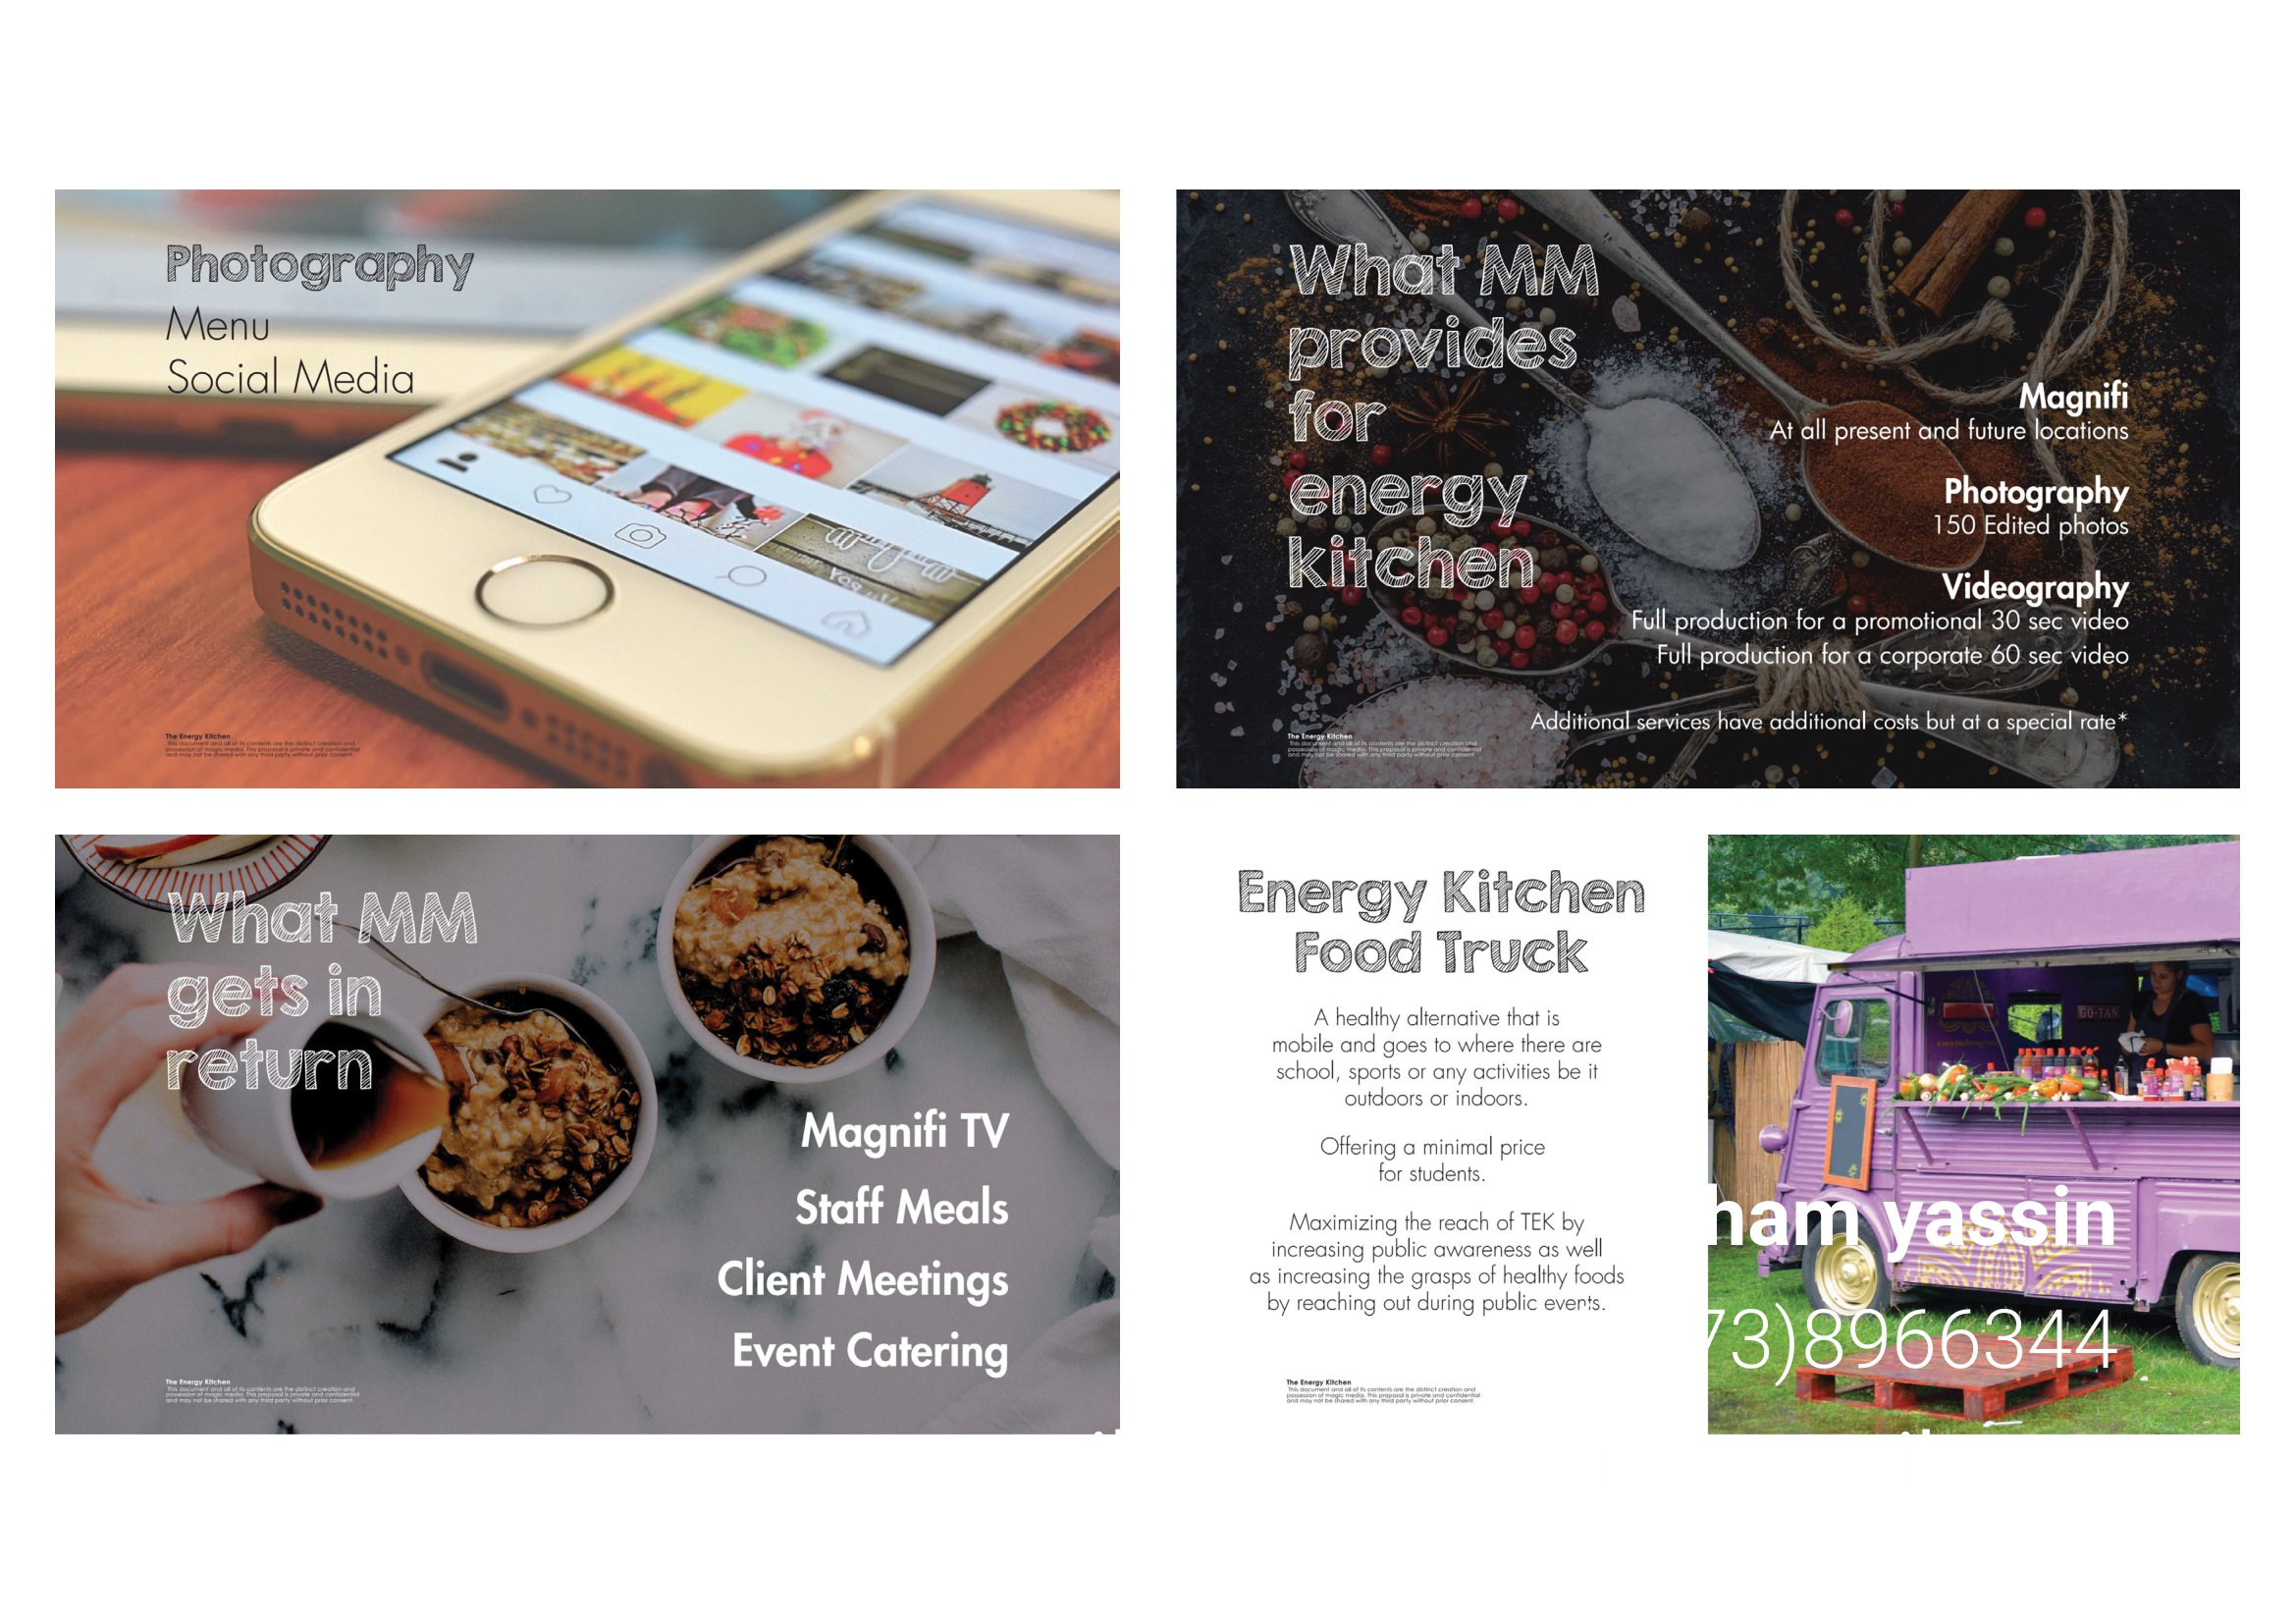 Photography
Menu
Social Media
The Energy Kitchen
This document and all of its contents are the distinct creation and
possession of magic media. This proposal is private and confidential
and may not be shared with any third party without prior consent.
What MM
provides
for
energy
kitchen
Magnifi
At all present and future locations
Photography
150 Edited photos
Videography
Full production for a promotional 30 sec video
Full production for a corporate 60 sec video
Additional services have additional costs but at a special rate*
The Energy Kitchen
This document and all of its contents are the distinct creation and
possession of magic media. This proposal is private and confidential
and may not be shared with any third party without prior consent.
What MM
gets in
return
Magnifi TV
Staff Meals
Client Meetings
Event Catering
The Energy Kitchen
This document and all of its contents are the distinct creation and
possession of magic media. This proposal is private and confidential
and may not be shared with any third party without prior consent.
Energy Kitchen
Food Truck
A healthy alternative that is
mobile and goes to where there are
school, sports or any activities be it
outdoors or indoors.
Offering a minimal price
for students.
Maximizing the reach of TEK by
increasing public awareness as well
as increasing the grasps of healthy foods
by reaching out during public events.
The Energy Kitchen
This document and all of its contents are the distinct creation and
possession of magic media. This proposal is private and confidential
and may not be shared with any third party without prior consent.
GO-TAN
ham yassin
73)8966344